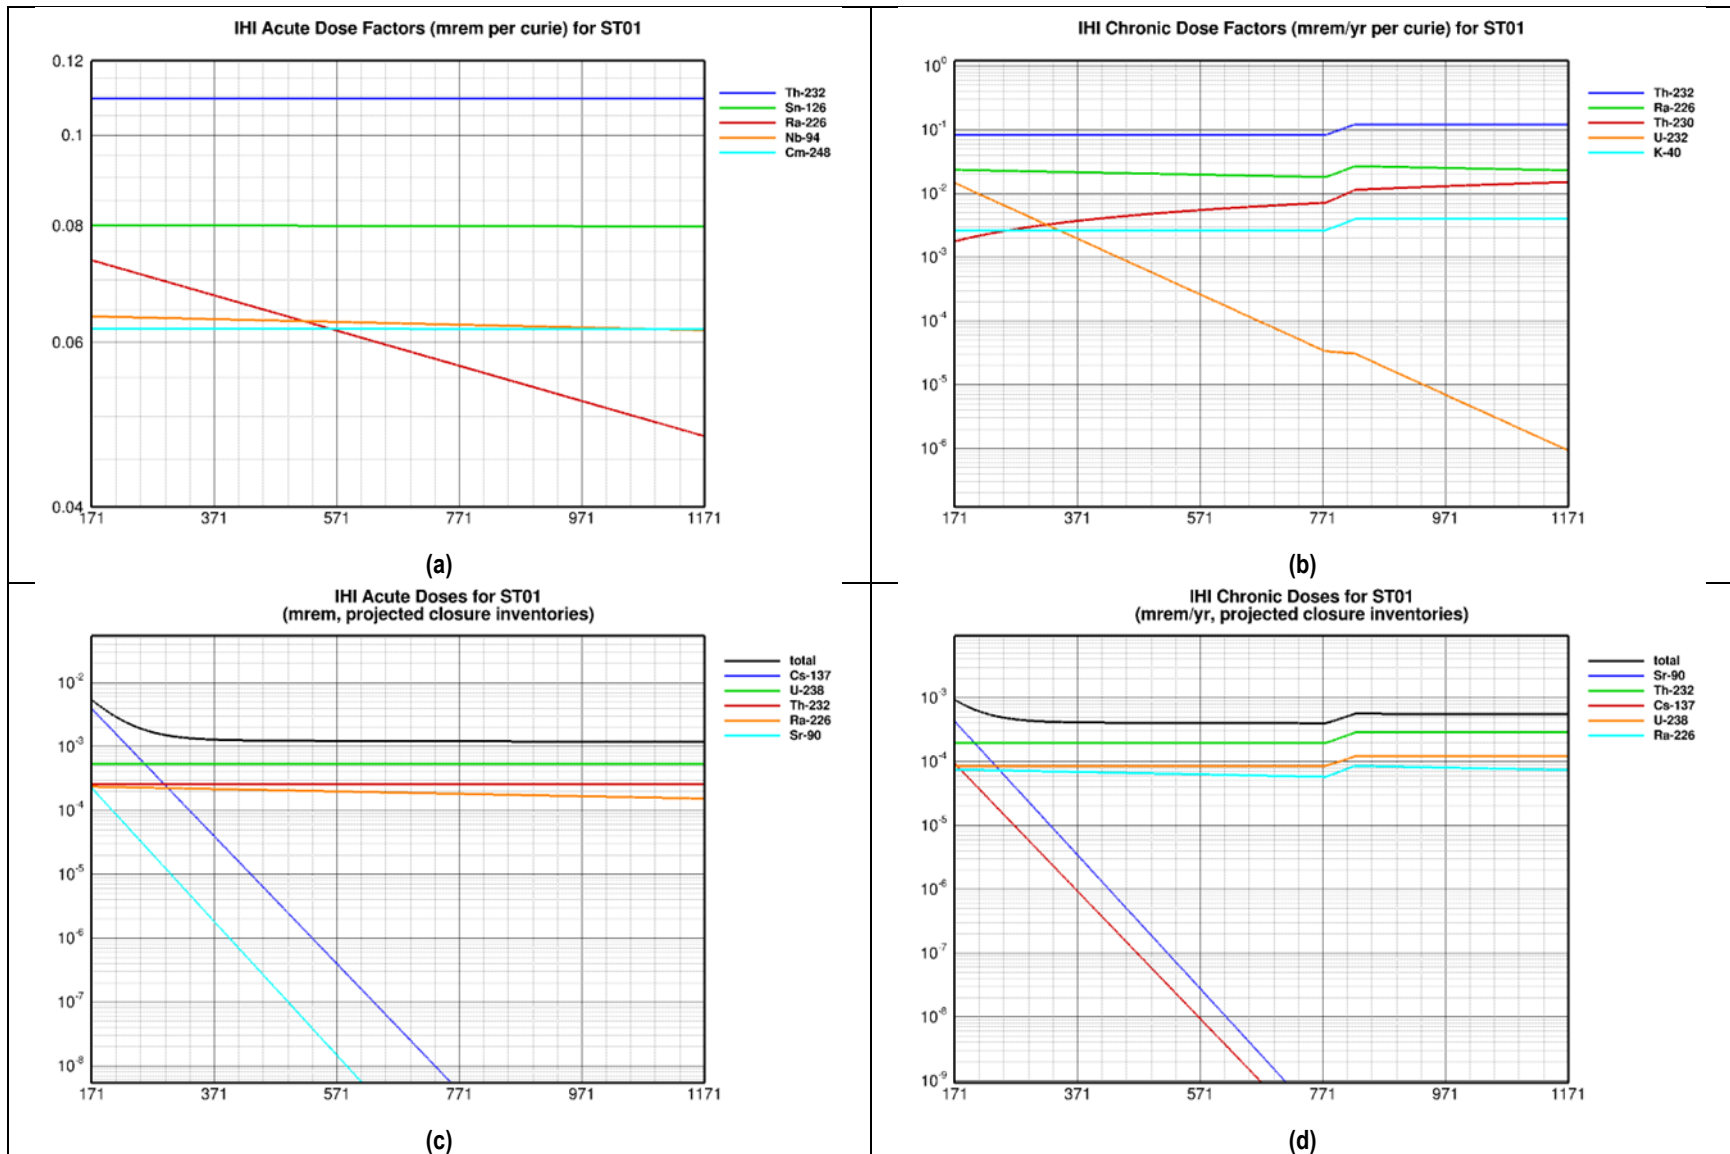 IHI Acute Dose Factors (mrem per curie) for ST01
0.12
0.1
0.08
0.06
0.04
171 371 571 771 971 1171
Th-232
Sn-126
Ra-226
Nb-94
Cm-248
(a)
IHI Chronic Dose Factors (mrem/yr per curie) for ST01
10⁰
10⁻¹
10⁻²
10⁻³
10⁻⁴
10⁻⁵
10⁻⁶
171 371 571 771 971 1171
Th-232
Ra-226
Th-230
U-232
K-40
(b)
IHI Acute Doses for ST01
(mrem, projected closure inventories)
10⁻²
10⁻³
10⁻⁴
10⁻⁵
10⁻⁶
10⁻⁷
10⁻⁸
171 371 571 771 971 1171
total
Cs-137
U-238
Th-232
Ra-226
Sr-90
(c)
IHI Chronic Doses for ST01
(mrem/yr, projected closure inventories)
10⁻³
10⁻⁴
10⁻⁵
10⁻⁶
10⁻⁷
10⁻⁸
10⁻⁹
171 371 571 771 971 1171
total
Sr-90
Th-232
Cs-137
U-238
Ra-226
(d)